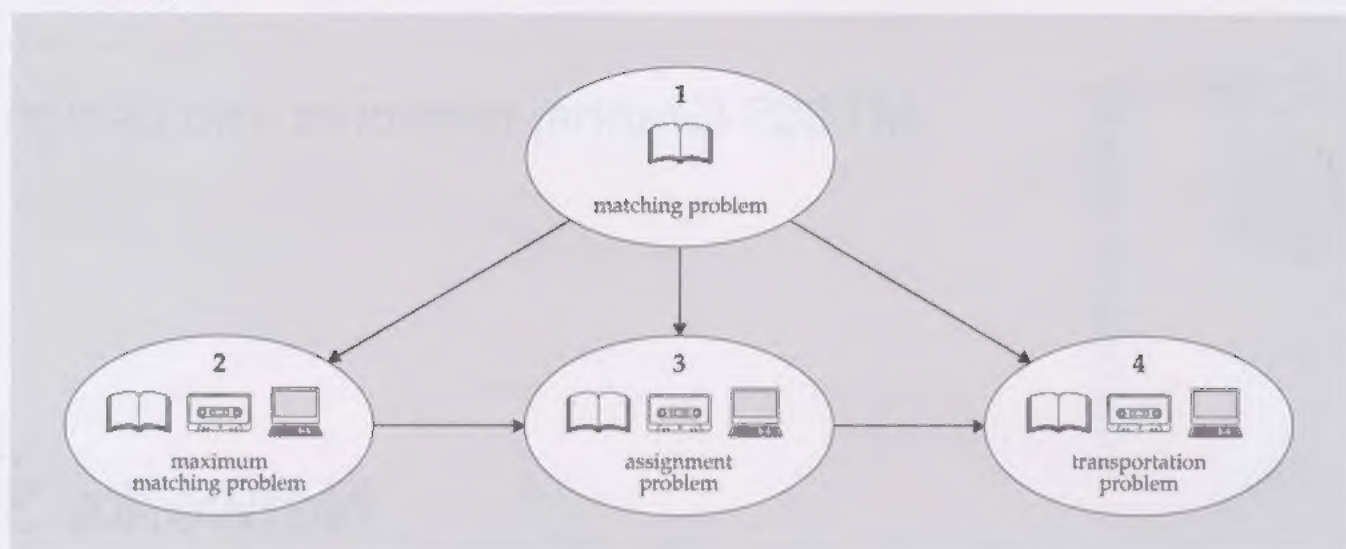 1
matching problem
2
maximum
matching problem
3
assignment
problem
4
transportation
problem